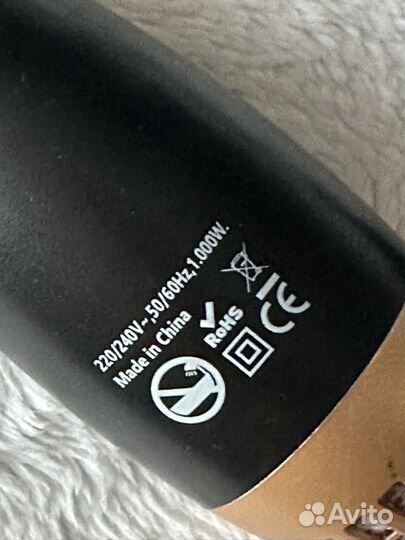 220/240V~,50/60Hz,1.000W.
Made in China
RoHS
CE
Avito